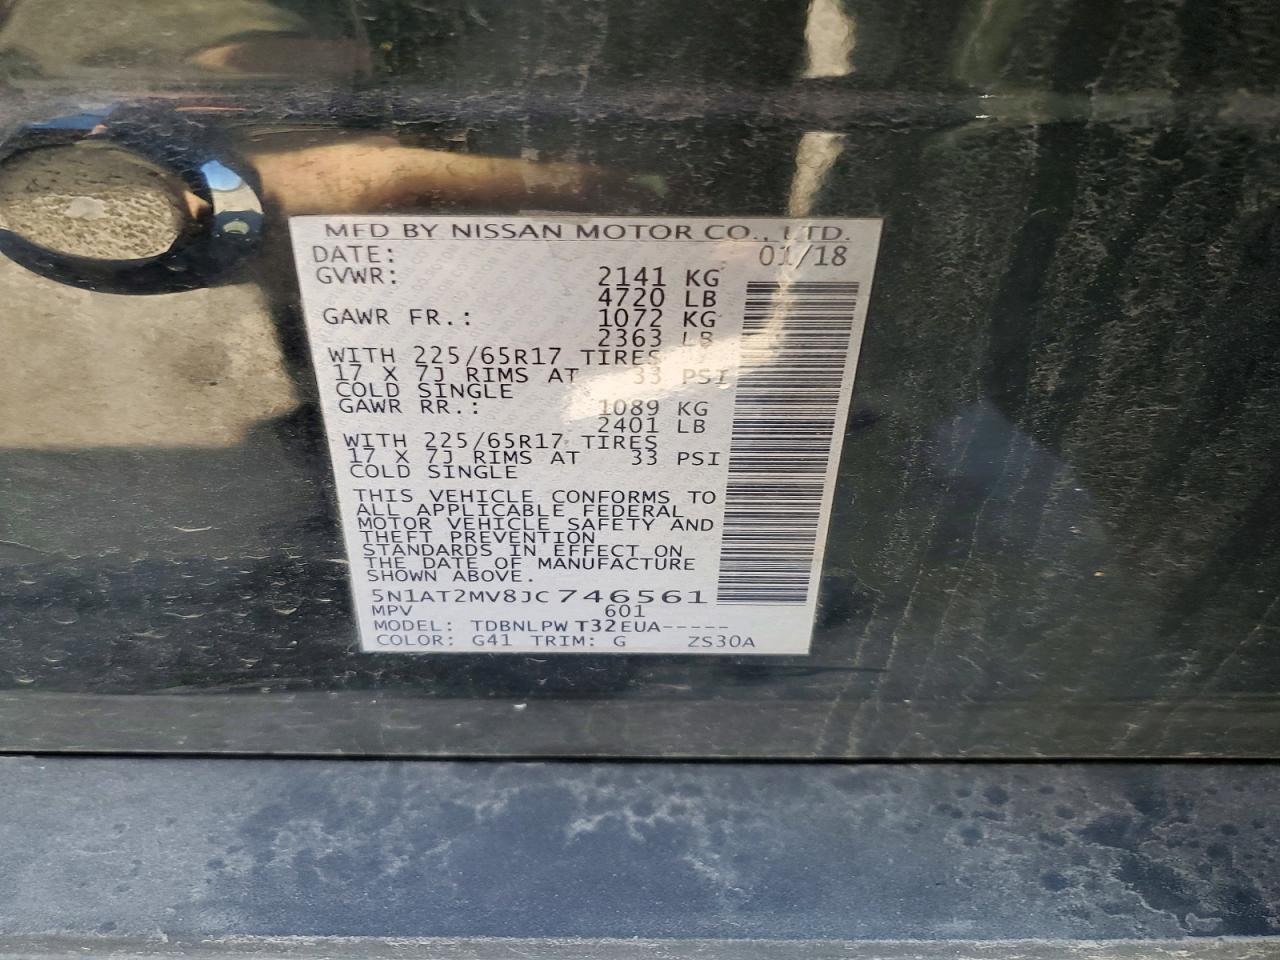 MFD BY NISSAN MOTOR CO., LTD.
DATE: 01/18
GVWR: 2141 KG
4720 LB
GAWR FR.: 1072 KG
2363 LB
WITH 225/65R17 TIRES
17 X 7J RIMS AT 33 PSI
COLD SINGLE
GAWR RR.: 1089 KG
2401 LB
WITH 225/65R17 TIRES
17 X 7J RIMS AT 33 PSI
COLD SINGLE
THIS VEHICLE CONFORMS TO
ALL APPLICABLE FEDERAL
MOTOR VEHICLE SAFETY AND
THEFT PREVENTION
STANDARDS IN EFFECT ON
THE DATE OF MANUFACTURE
SHOWN ABOVE.
5N1AT2MV8JC746561
MPV 601
MODEL: TDBNLPW T32EUA-----
COLOR: G41 TRIM: G ZS30A